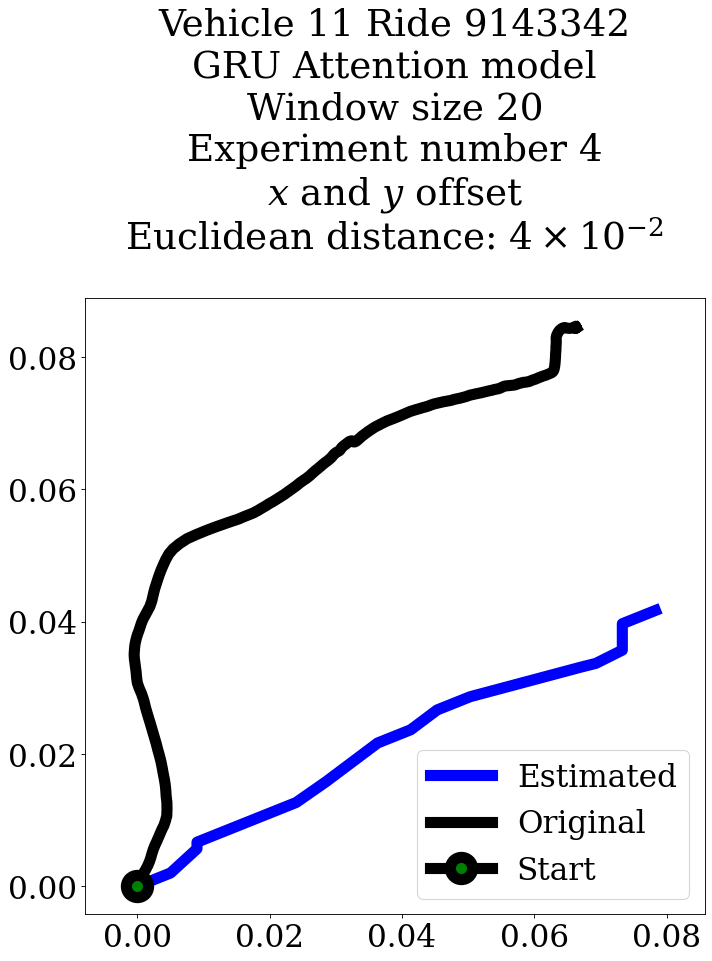 Vehicle 11 Ride 9143342
GRU Attention model
Window size 20
Experiment number 4
x and y offset
Euclidean distance: 4 × 10⁻²
0.08
0.06
0.04
0.02
0.00
Estimated
Original
Start
0.00 0.02 0.04 0.06 0.08